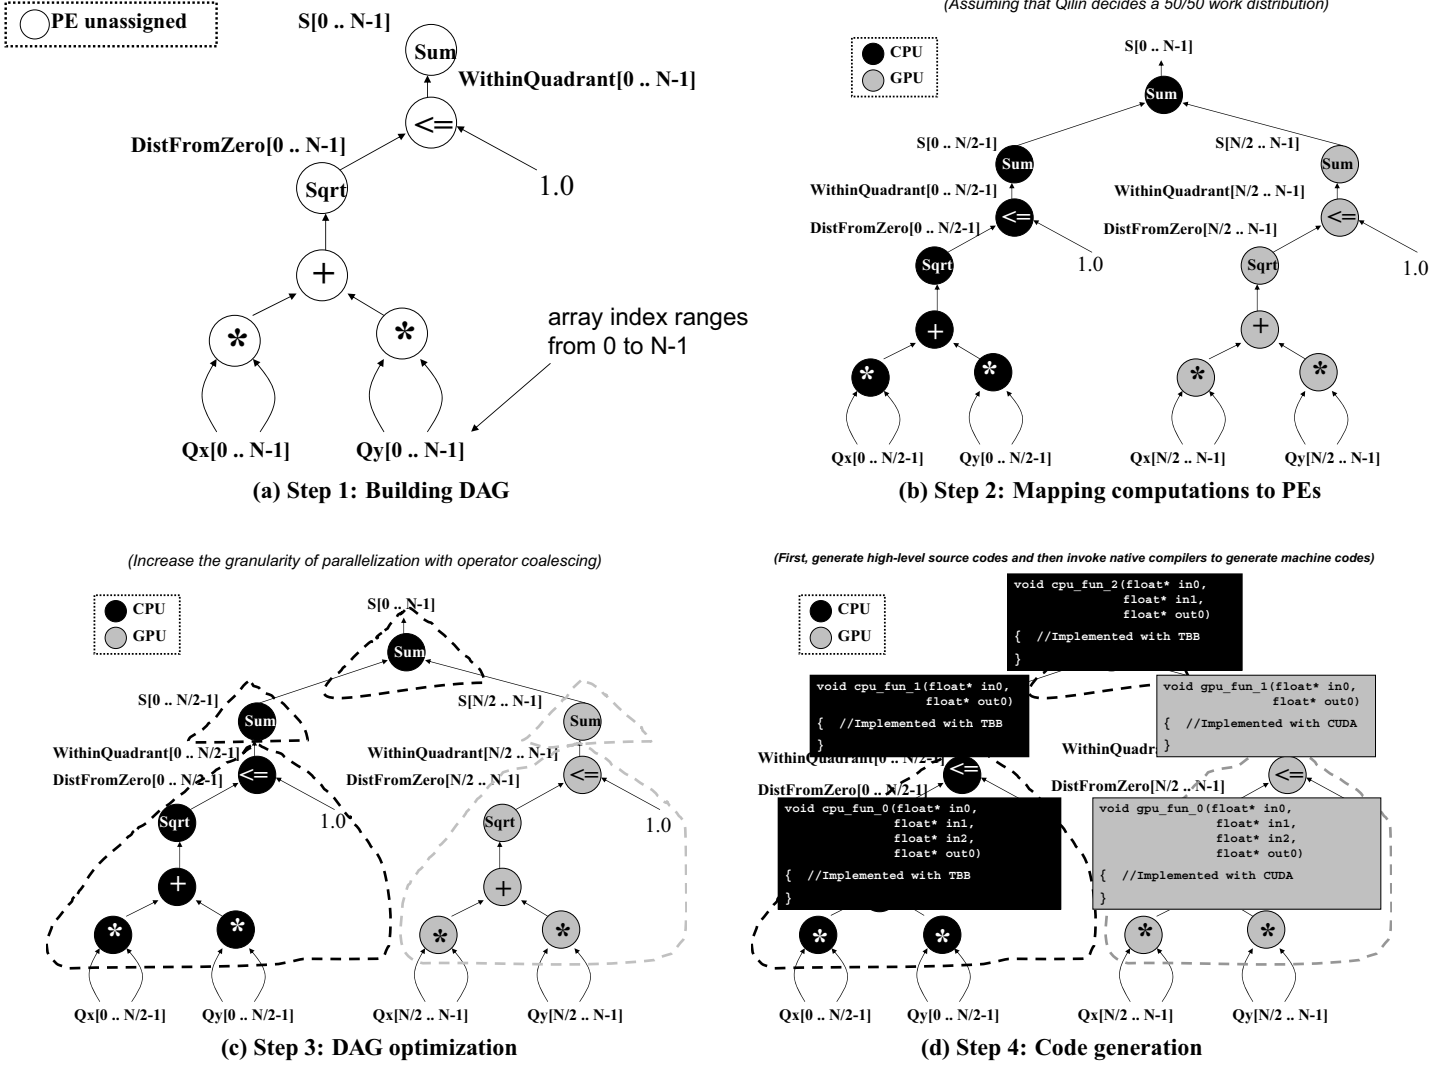 PE unassigned
S[0 .. N-1]
Sum
WithinQuadrant[0 .. N-1]
<=
DistFromZero[0 .. N-1]
Sqrt
1.0
+
*
*
array index ranges
from 0 to N-1
Qx[0 .. N-1]
Qy[0 .. N-1]
(a) Step 1: Building DAG
(Assuming that Qilin decides a 50/50 work distribution)
CPU
GPU
S[0 .. N-1]
Sum
S[0 .. N/2-1]
S[N/2 .. N-1]
Sum
Sum
WithinQuadrant[0 .. N/2-1]
WithinQuadrant[N/2 .. N-1]
<=
<=
DistFromZero[0 .. N/2-1]
DistFromZero[N/2 .. N-1]
Sqrt
1.0
Sqrt
1.0
+
+
*
*
*
*
Qx[0 .. N/2-1]
Qy[0 .. N/2-1]
Qx[N/2 .. N-1]
Qy[N/2 .. N-1]
(b) Step 2: Mapping computations to PEs
(Increase the granularity of parallelization with operator coalescing)
CPU
GPU
S[0 .. N-1]
Sum
S[0 .. N/2-1]
S[N/2 .. N-1]
Sum
Sum
WithinQuadrant[0 .. N/2-1]
WithinQuadrant[N/2 .. N-1]
<=
<=
DistFromZero[0 .. N/2-1]
DistFromZero[N/2 .. N-1]
Sqrt
1.0
Sqrt
1.0
+
+
*
*
*
*
Qx[0 .. N/2-1]
Qy[0 .. N/2-1]
Qx[N/2 .. N-1]
Qy[N/2 .. N-1]
(c) Step 3: DAG optimization
(First, generate high-level source codes and then invoke native compilers to generate machine codes)
CPU
GPU
void cpu_fun_2(float* in0,
float* in1,
float* out0)
{ //Implemented with TBB
}
void cpu_fun_1(float* in0,
float* out0)
{ //Implemented with TBB
}
void gpu_fun_1(float* in0,
float* out0)
{ //Implemented with CUDA
}
WithinQuadrant[0 .. N/2-1]
WithinQuadr
<=
<=
DistFromZero[0 .. N/2-1]
DistFromZero[N/2 .. N-1]
void cpu_fun_0(float* in0,
float* in1,
float* in2,
float* out0)
{ //Implemented with TBB
}
void gpu_fun_0(float* in0,
float* in1,
float* in2,
float* out0)
{ //Implemented with CUDA
}
*
*
*
*
Qx[0 .. N/2-1]
Qy[0 .. N/2-1]
Qx[N/2 .. N-1]
Qy[N/2 .. N-1]
(d) Step 4: Code generation